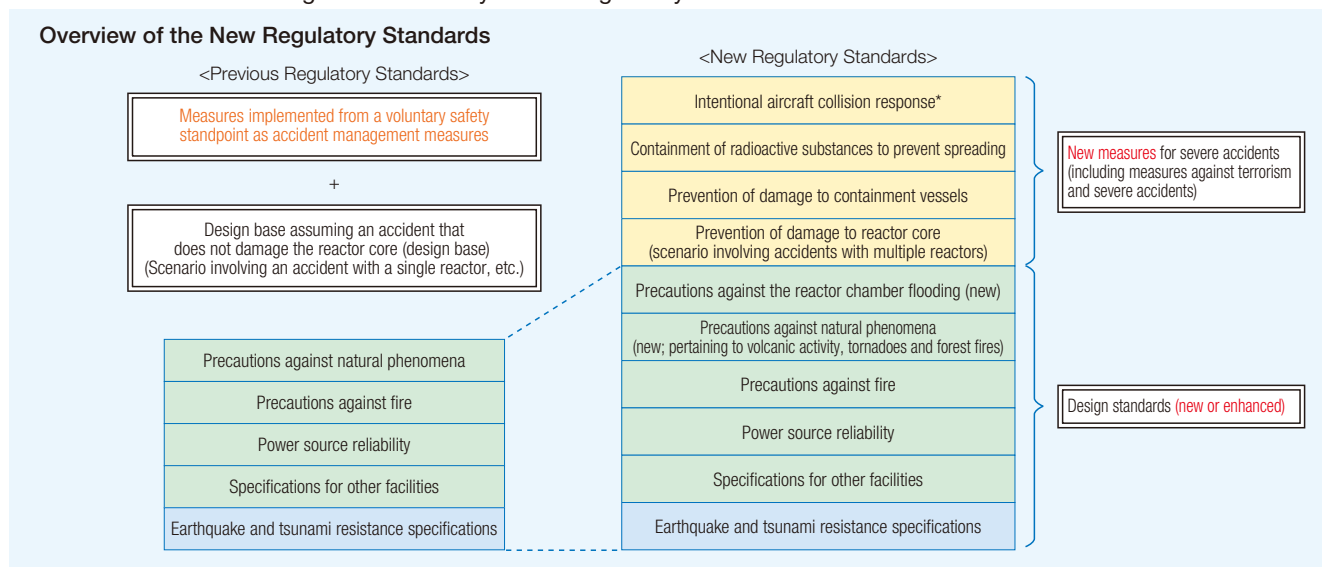 Overview of the New Regulatory Standards
<Previous Regulatory Standards>
Measures implemented from a voluntary safety
standpoint as accident management measures
+
Design base assuming an accident that
does not damage the reactor core (design base)
(Scenario involving an accident with a single reactor, etc.)
Precautions against natural phenomena
Precautions against fire
Power source reliability
Specifications for other facilities
Earthquake and tsunami resistance specifications
<New Regulatory Standards>
Intentional aircraft collision response*
Containment of radioactive substances to prevent spreading
Prevention of damage to containment vessels
Prevention of damage to reactor core
(scenario involving accidents with multiple reactors)
Precautions against the reactor chamber flooding (new)
Precautions against natural phenomena
(new; pertaining to volcanic activity, tornadoes and forest fires)
Precautions against fire
Power source reliability
Specifications for other facilities
Earthquake and tsunami resistance specifications
New measures for severe accidents
(including measures against terrorism
and severe accidents)
Design standards (new or enhanced)